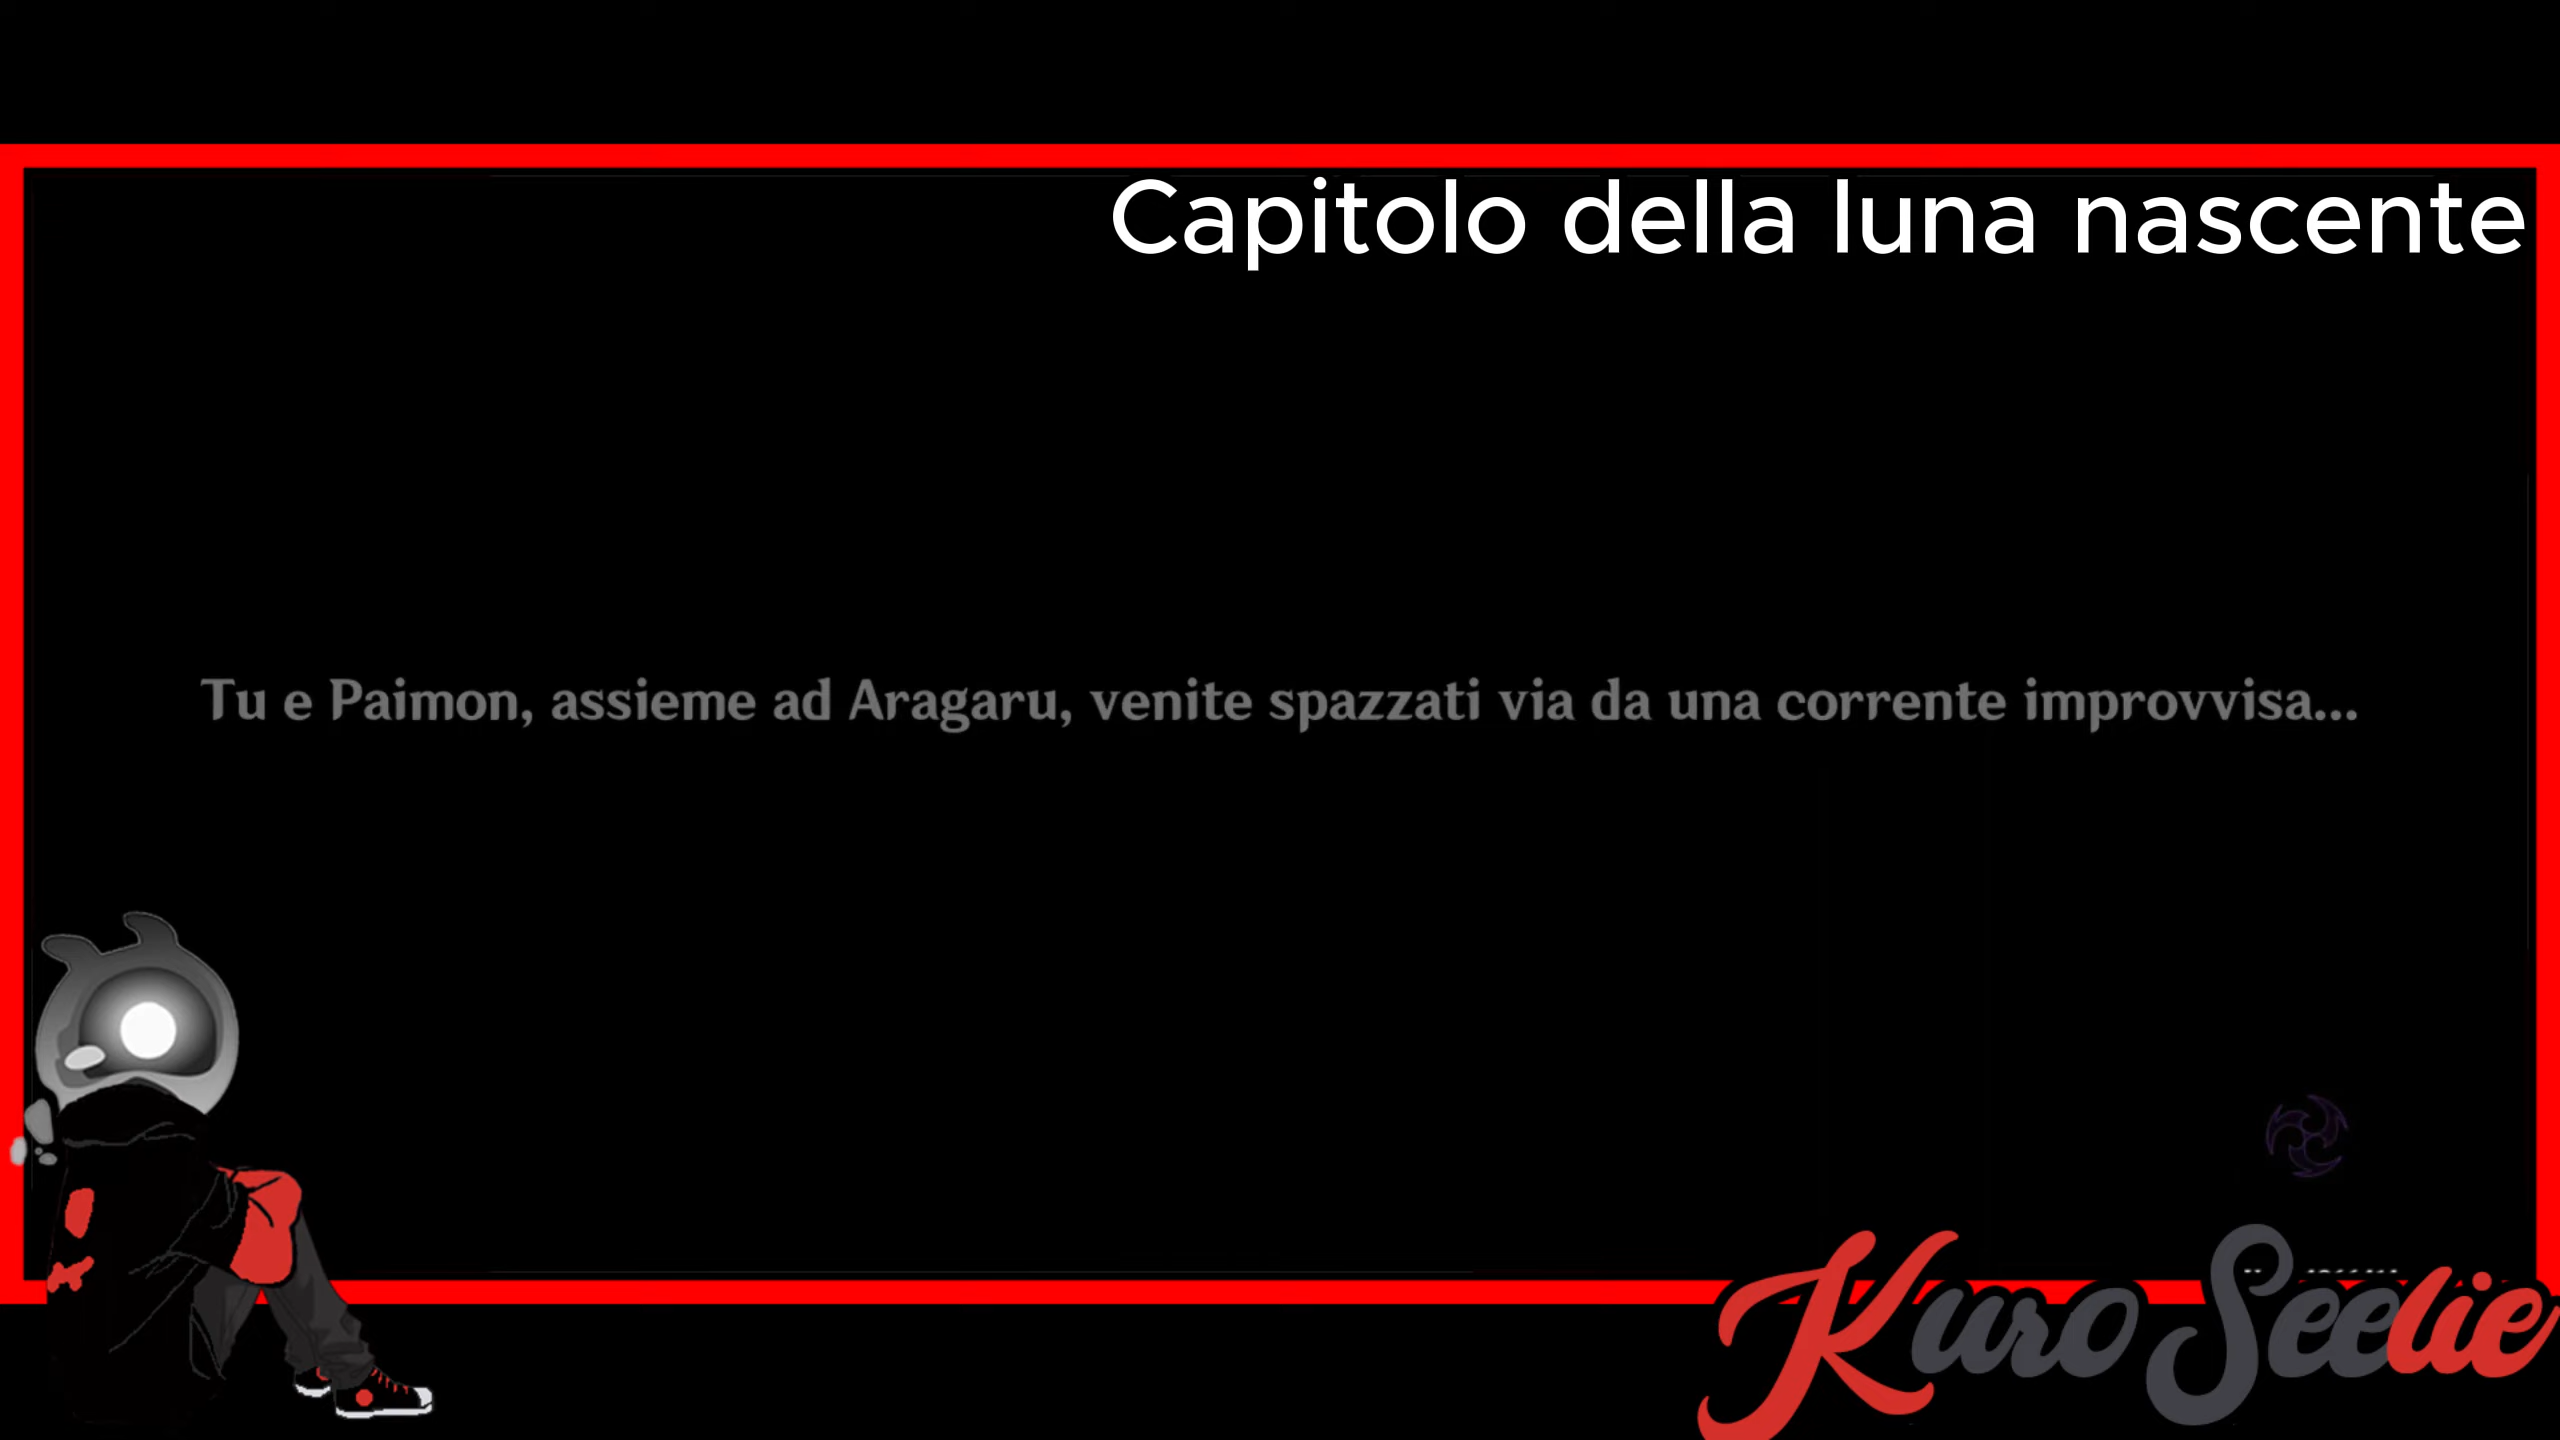 Capitolo della luna nascente
Tu e Paimon, assieme ad Aragaru, venite spazzati via da una corrente improvvisa...
KuroSeelie